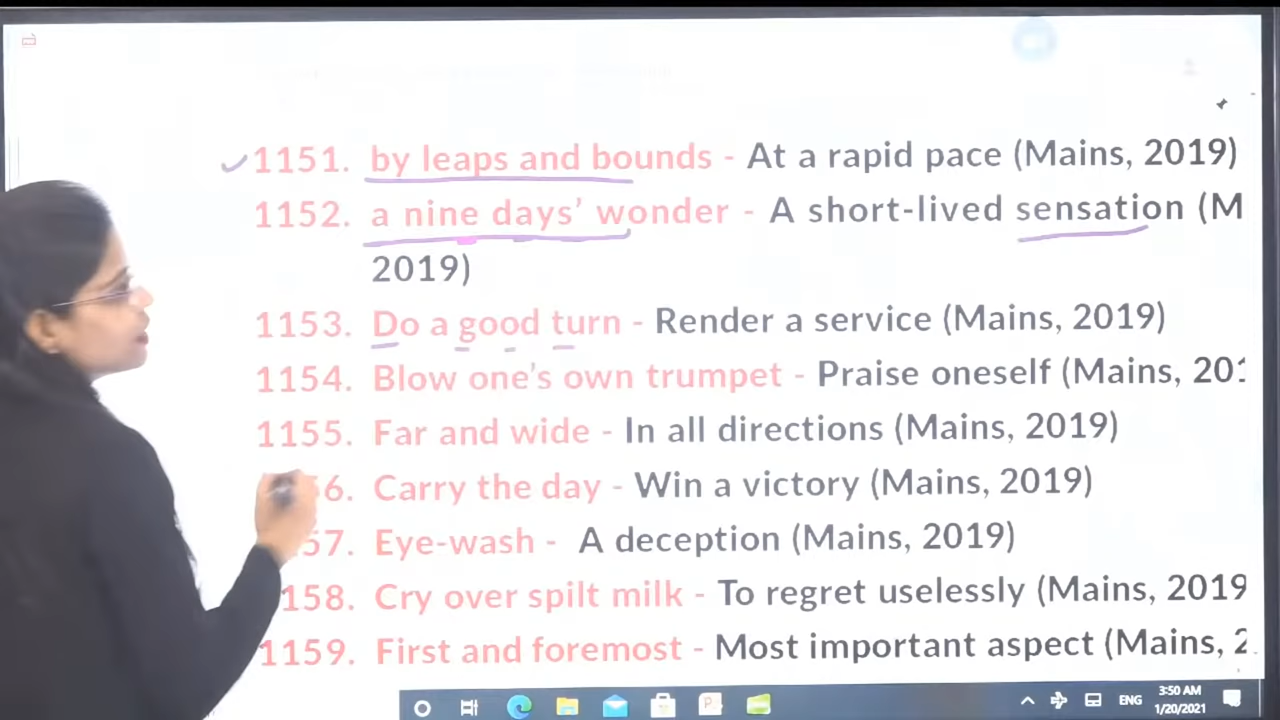 1151. by leaps and bounds - At a rapid pace (Mains, 2019)
1152. a nine days' wonder - A short-lived sensation (M
2019)
1153. Do a good turn - Render a service (Mains, 2019)
1154. Blow one's own trumpet - Praise oneself (Mains, 201
1155. Far and wide - In all directions (Mains, 2019)
56. Carry the day - Win a victory (Mains, 2019)
57. Eye-wash - A deception (Mains, 2019)
158. Cry over spilt milk - To regret uselessly (Mains, 2019
1159. First and foremost - Most important aspect (Mains, 2
ENG
3:50 AM
1/20/2021